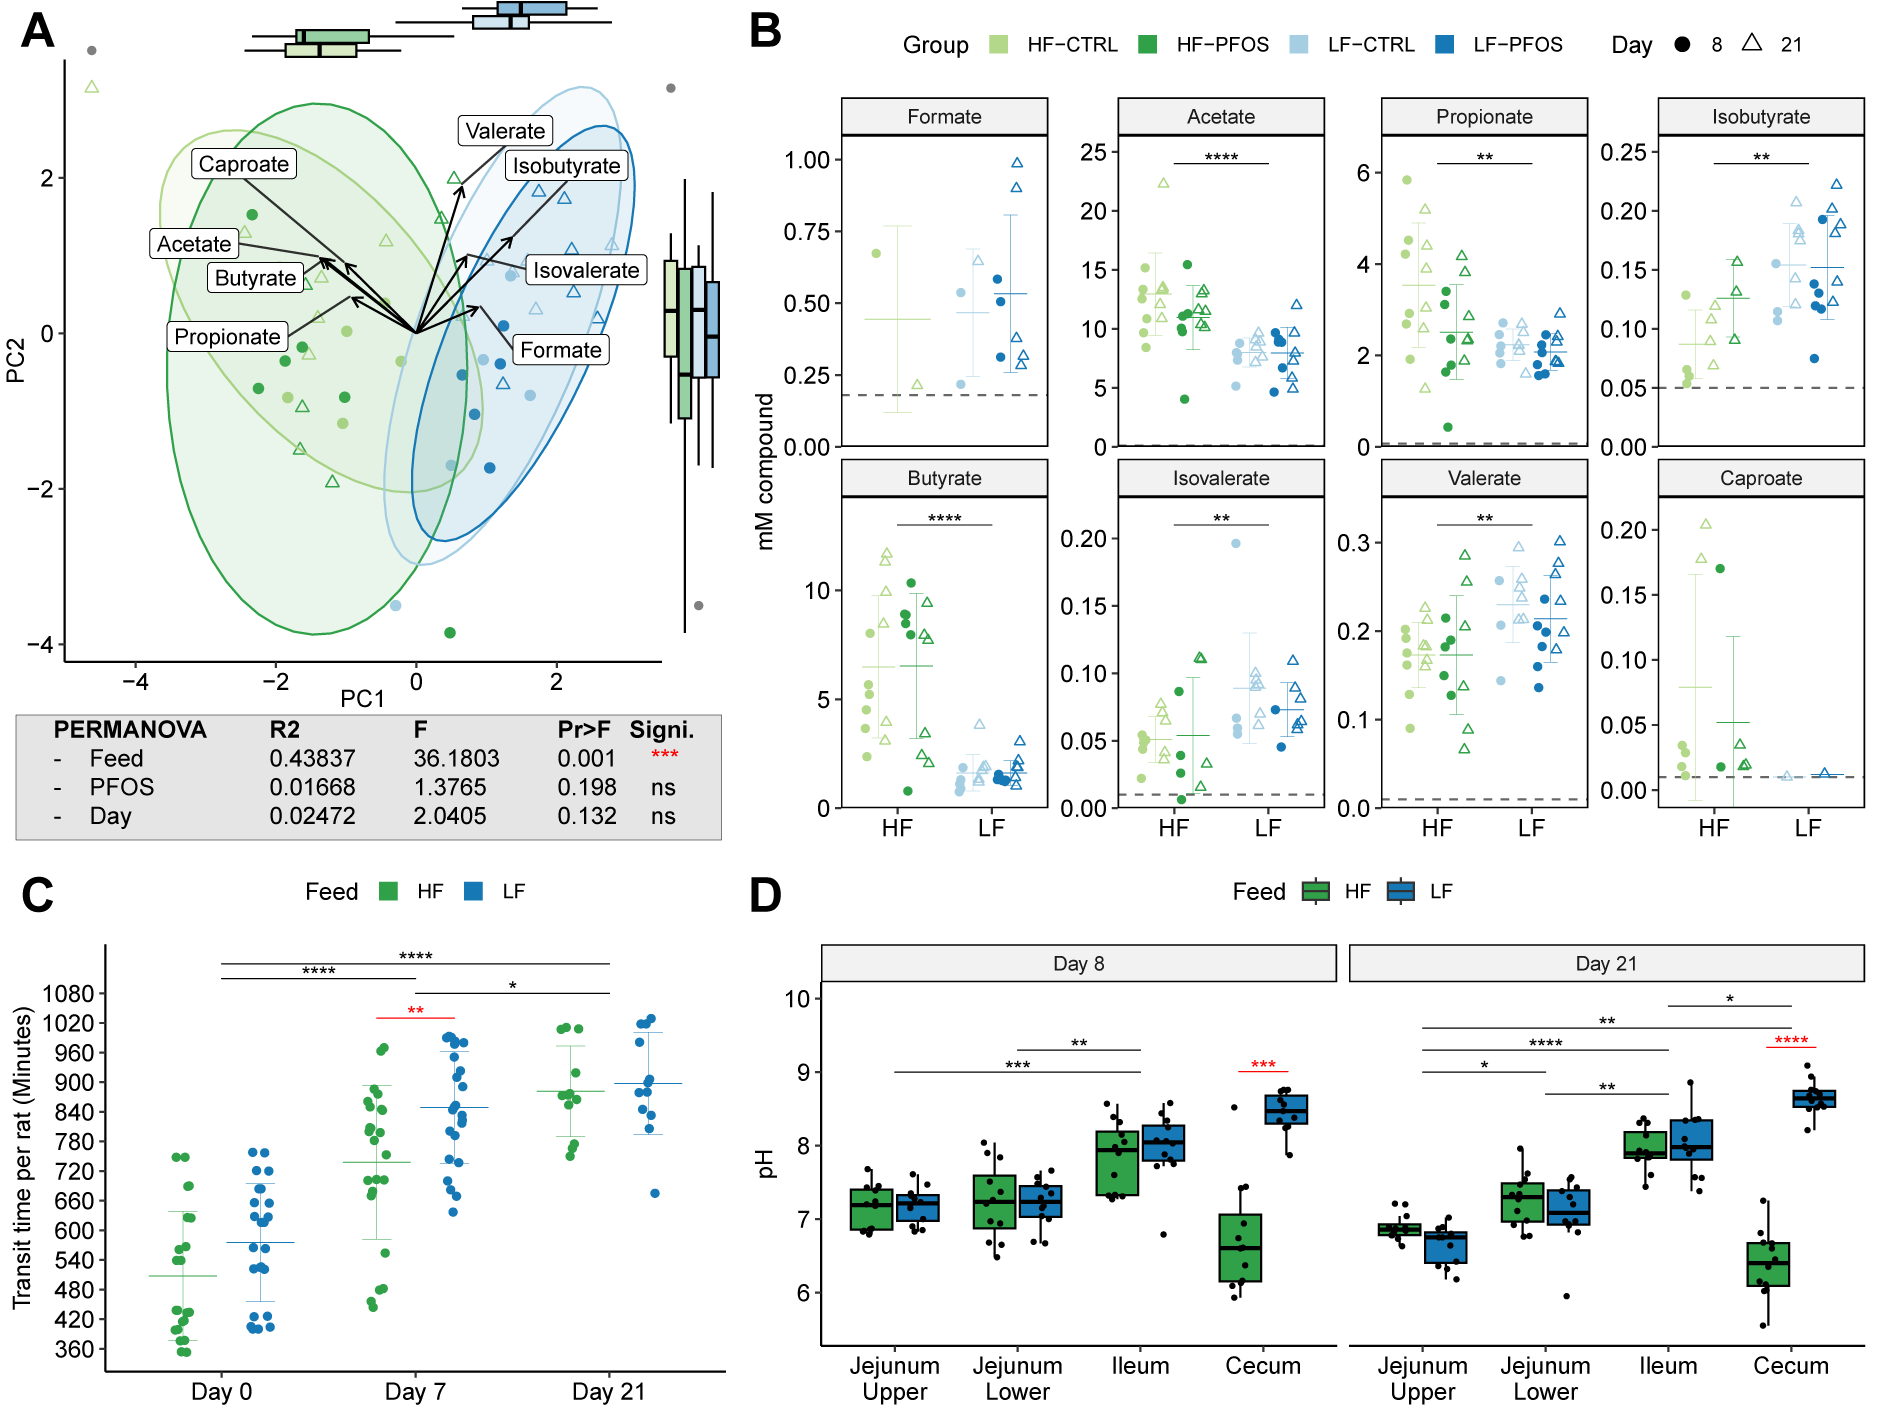 A
Valerate
Caproate
Isobutyrate
Acetate
Butyrate
Isovalerate
Propionate
Formate
PC2
2
0
−2
−4
−4
−2
0
2
PC1
PERMANOVA R2 F Pr>F Signi.
- Feed 0.43837 36.1803 0.001 ***
- PFOS 0.01668 1.3765 0.198 ns
- Day 0.02472 2.0405 0.132 ns
B
Group HF−CTRL HF−PFOS LF−CTRL LF−PFOS Day 8 21
mM compound
Formate
1.00
0.75
0.50
0.25
0.00
Acetate
****
25
20
15
10
5
0
Propionate
**
6
4
2
0
Isobutyrate
**
0.25
0.20
0.15
0.10
0.05
0.00
Butyrate
****
10
5
0
HF LF
Isovalerate
**
0.20
0.15
0.10
0.05
0.00
HF LF
Valerate
**
0.3
0.2
0.1
0.0
HF LF
Caproate
0.20
0.15
0.10
0.05
0.00
HF LF
C
Feed HF LF
Transit time per rat (Minutes)
****
****
*
**
1080
1020
960
900
840
780
720
660
600
540
480
420
360
Day 0 Day 7 Day 21
D
Feed HF LF
pH
10
9
8
7
6
Day 8
**
***
***
Jejunum Upper
Jejunum Lower
Ileum
Cecum
Day 21
*
**
****
****
*
**
Jejunum Upper
Jejunum Lower
Ileum
Cecum